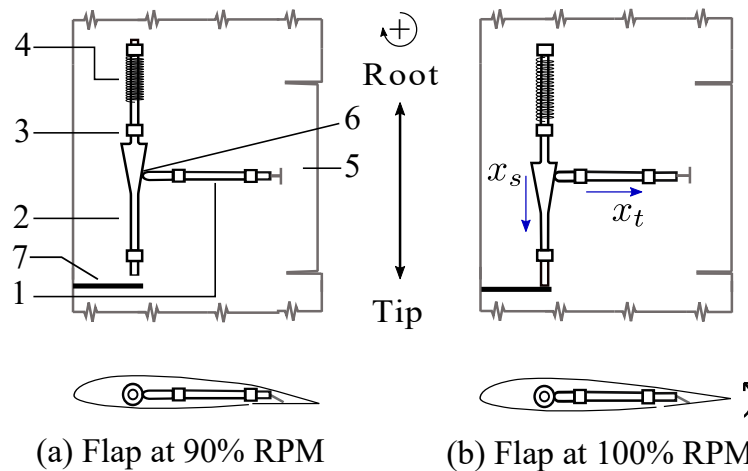 4
3
2
7
1
6
5
Root
Tip
x_s
x_t
(a) Flap at 90% RPM
(b) Flap at 100% RPM